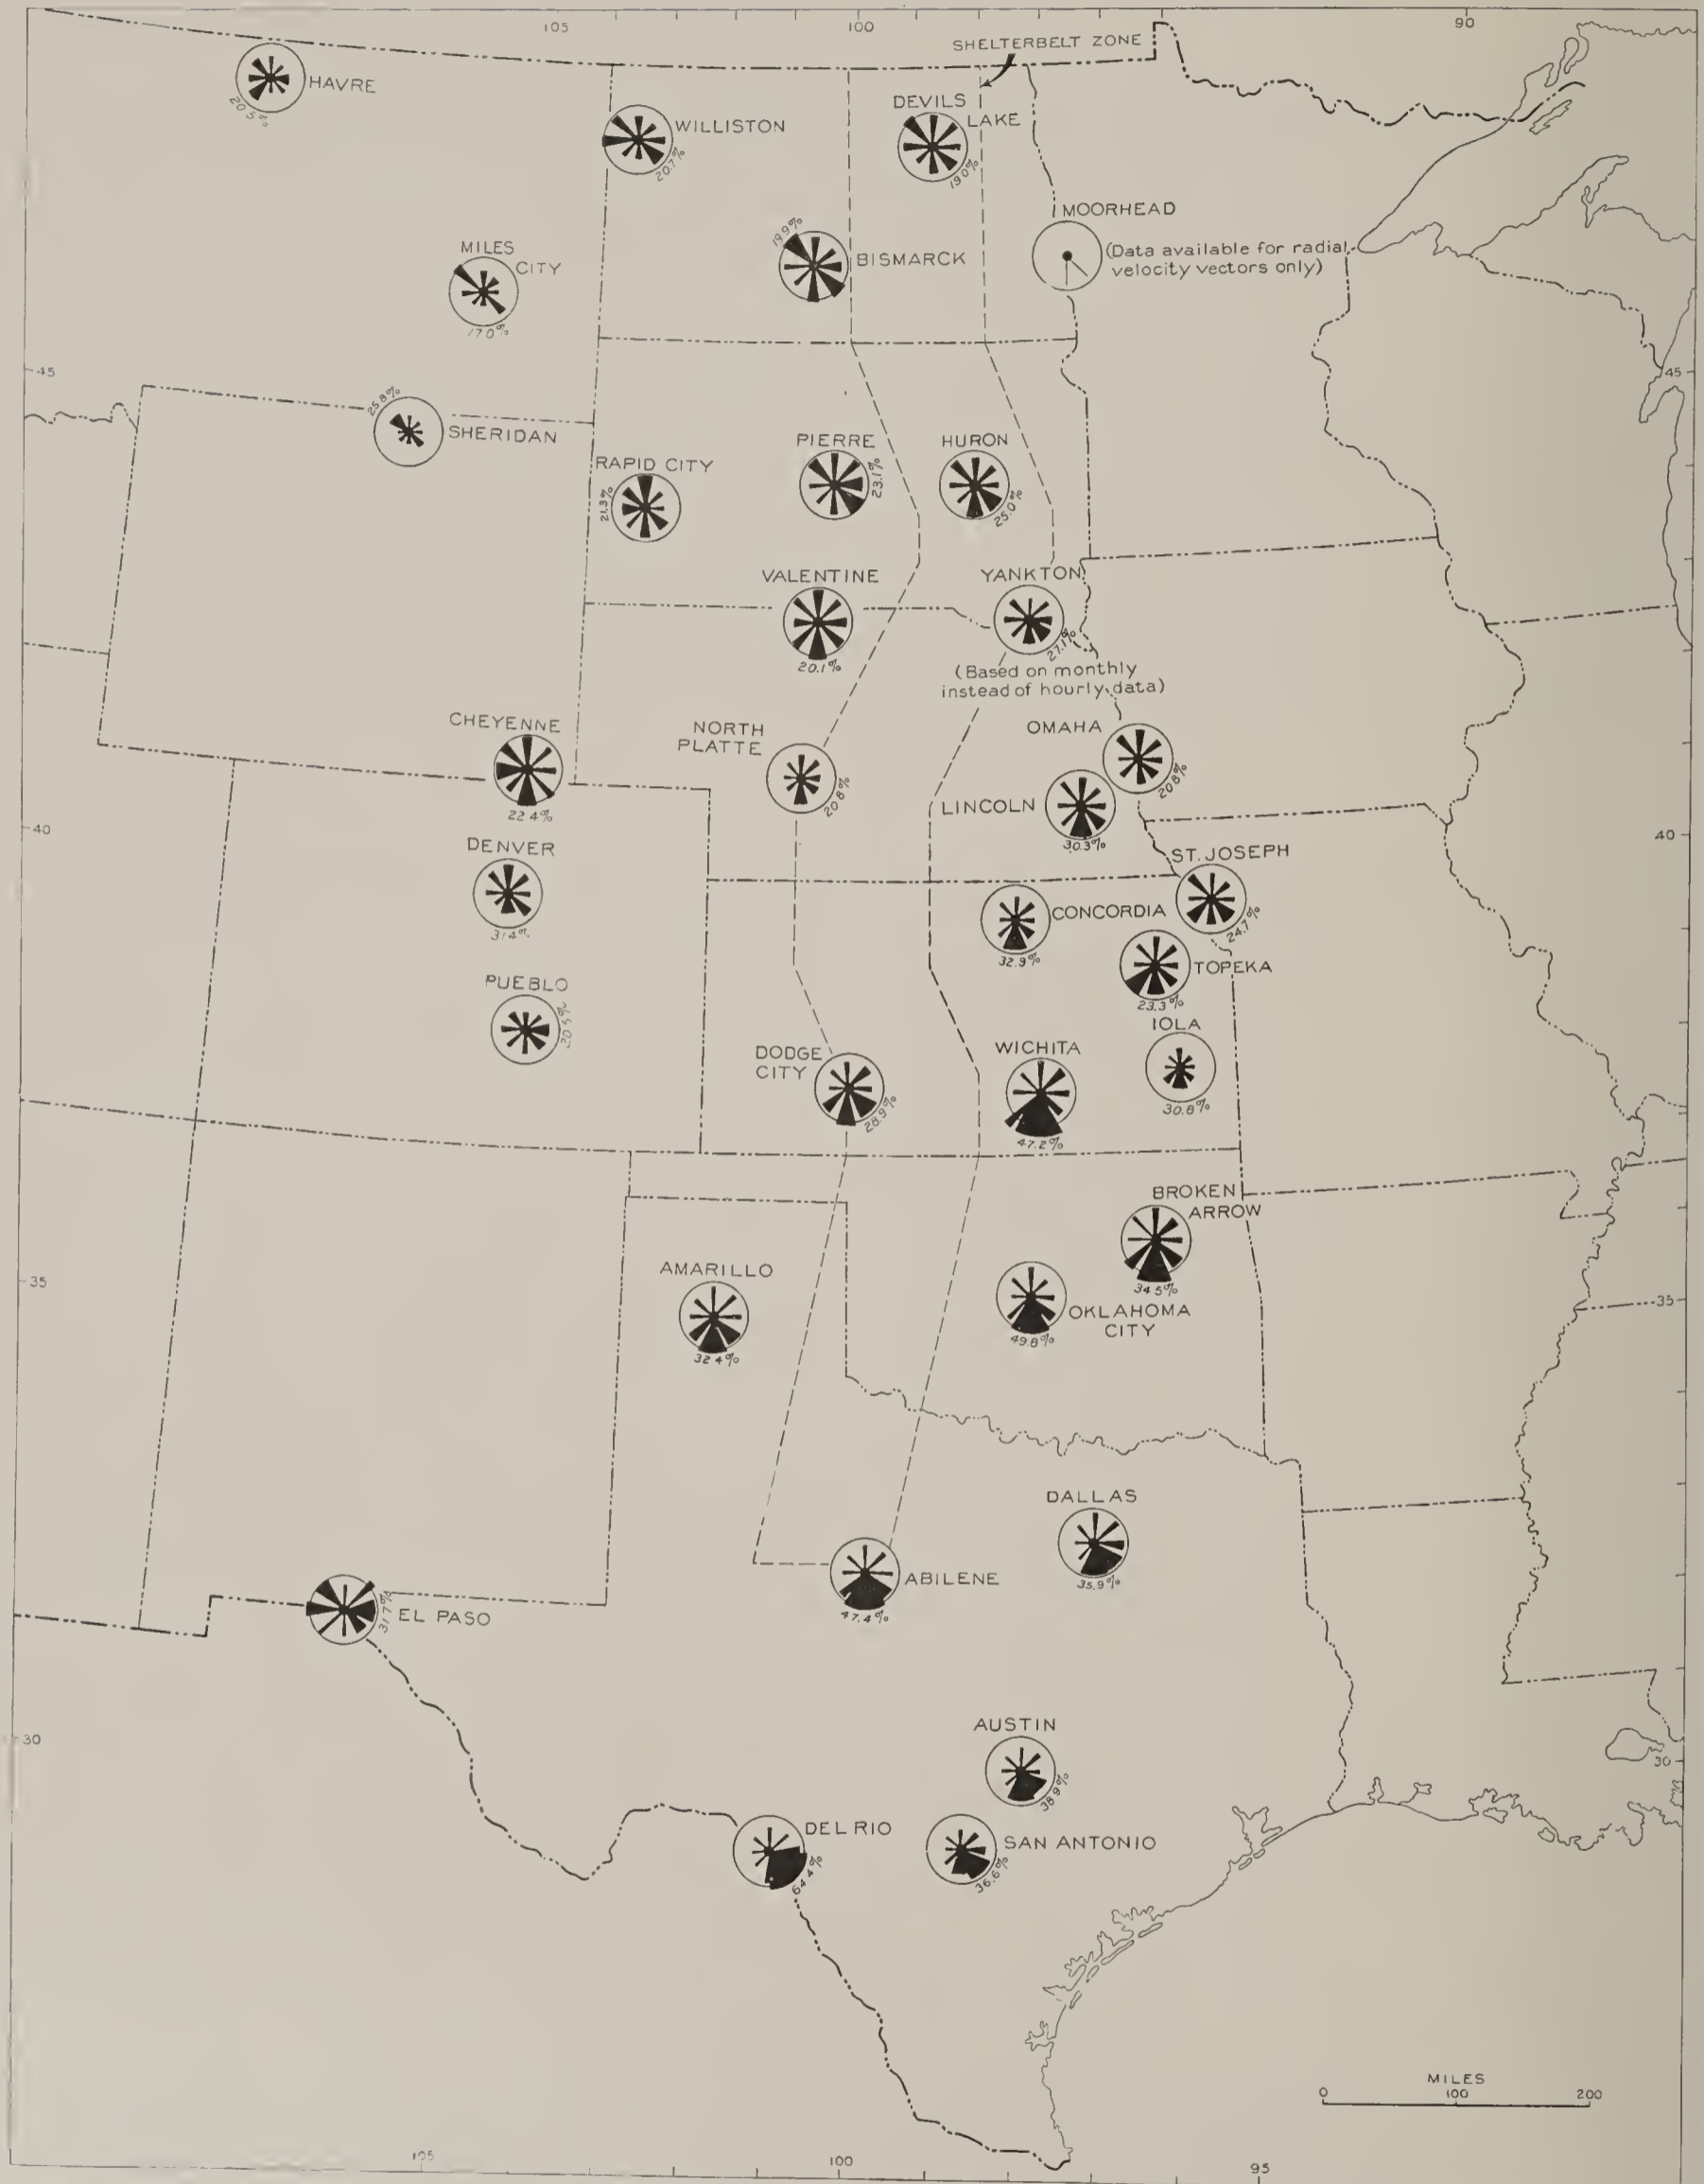 105
100
90
SHELTERBELT ZONE
HAVRE
20.5%
WILLISTON
20.7%
DEVILS
LAKE
19.0%
MOORHEAD
(Data available for radial
velocity vectors only)
19.9%
BISMARCK
MILES
CITY
17.0%
45
45
25.8%
SHERIDAN
RAPID CITY
21.3%
PIERRE
23.1%
HURON
25.0%
VALENTINE
20.1%
YANKTON
27.1%
(Based on monthly
instead of hourly data)
CHEYENNE
22.4%
NORTH
PLATTE
20.8%
OMAHA
20.8%
LINCOLN
30.3%
40
40
DENVER
31.4%
ST. JOSEPH
24.7%
CONCORDIA
32.9%
TOPEKA
23.3%
PUEBLO
20.5%
IOLA
30.8%
DODGE
CITY
28.9%
WICHITA
47.2%
BROKEN
ARROW
34.5%
35
35
AMARILLO
32.4%
OKLAHOMA
CITY
49.8%
DALLAS
35.9%
ABILENE
47.4%
EL PASO
31.7%
30
30
AUSTIN
38.9%
DEL RIO
64.4%
SAN ANTONIO
36.6%
MILES
0 100 200
105
100
95